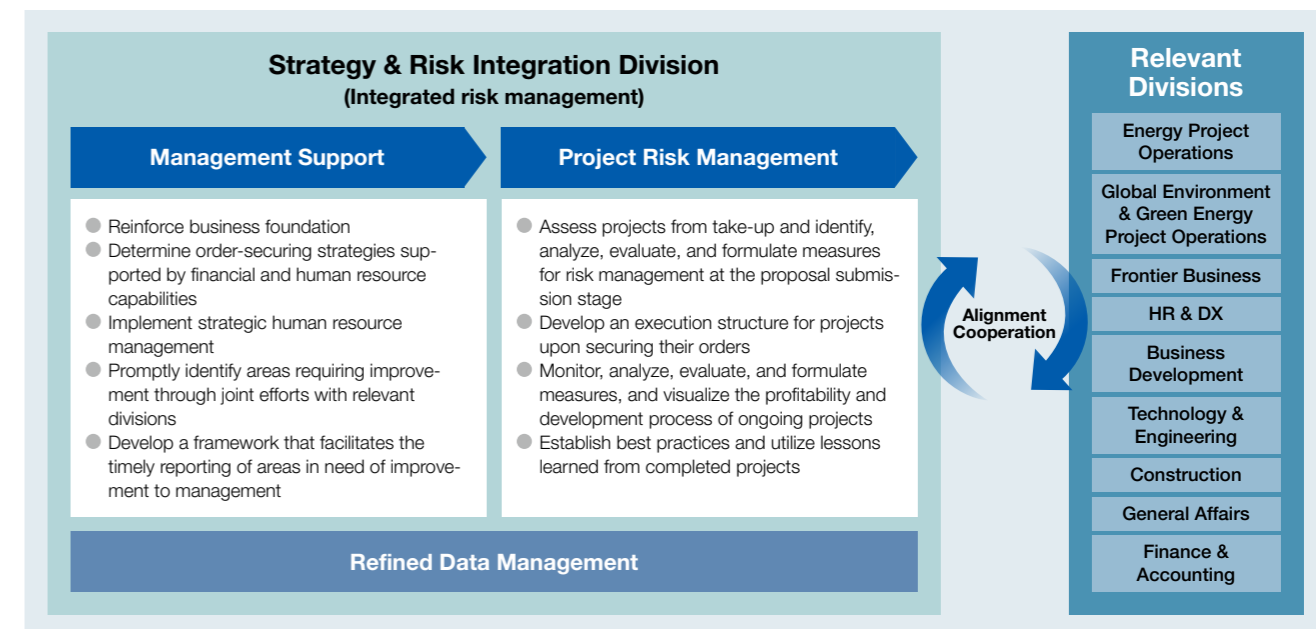 Strategy & Risk Integration Division
(Integrated risk management)
Management Support
Reinforce business foundation
Determine order-securing strategies sup-
ported by financial and human resource
capabilities
Implement strategic human resource
management
Promptly identify areas requiring improve-
ment through joint efforts with relevant
divisions
Develop a framework that facilitates the
timely reporting of areas in need of improve-
ment to management
Project Risk Management
Assess projects from take-up and identify,
analyze, evaluate, and formulate measures
for risk management at the proposal submis-
sion stage
Develop an execution structure for projects
upon securing their orders
Monitor, analyze, evaluate, and formulate
measures, and visualize the profitability and
development process of ongoing projects
Establish best practices and utilize lessons
learned from completed projects
Refined Data Management
Alignment
Cooperation
Relevant
Divisions
Energy Project
Operations
Global Environment
& Green Energy
Project Operations
Frontier Business
HR & DX
Business
Development
Technology &
Engineering
Construction
General Affairs
Finance &
Accounting